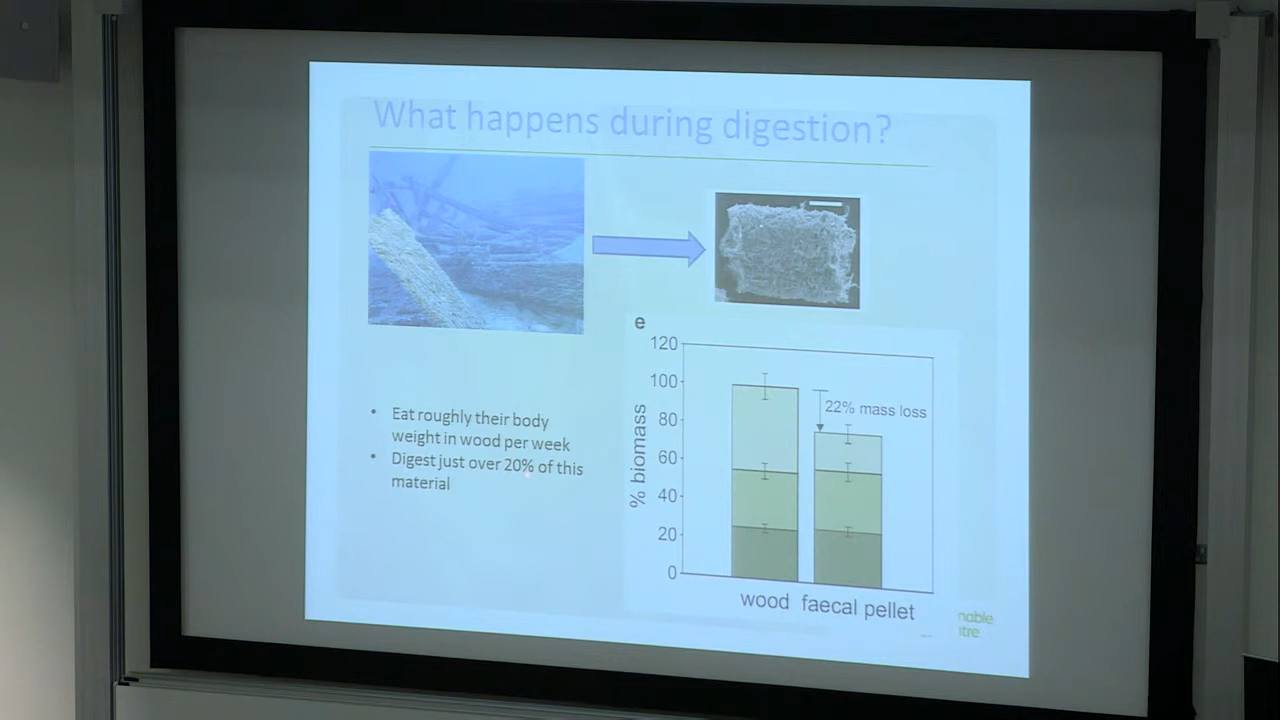 What happens during digestion?
e
120
100
80
60
40
20
0
% biomass
22% mass loss
wood faecal pellet
• Eat roughly their body
weight in wood per week
• Digest just over 20% of this
material
nable
tre